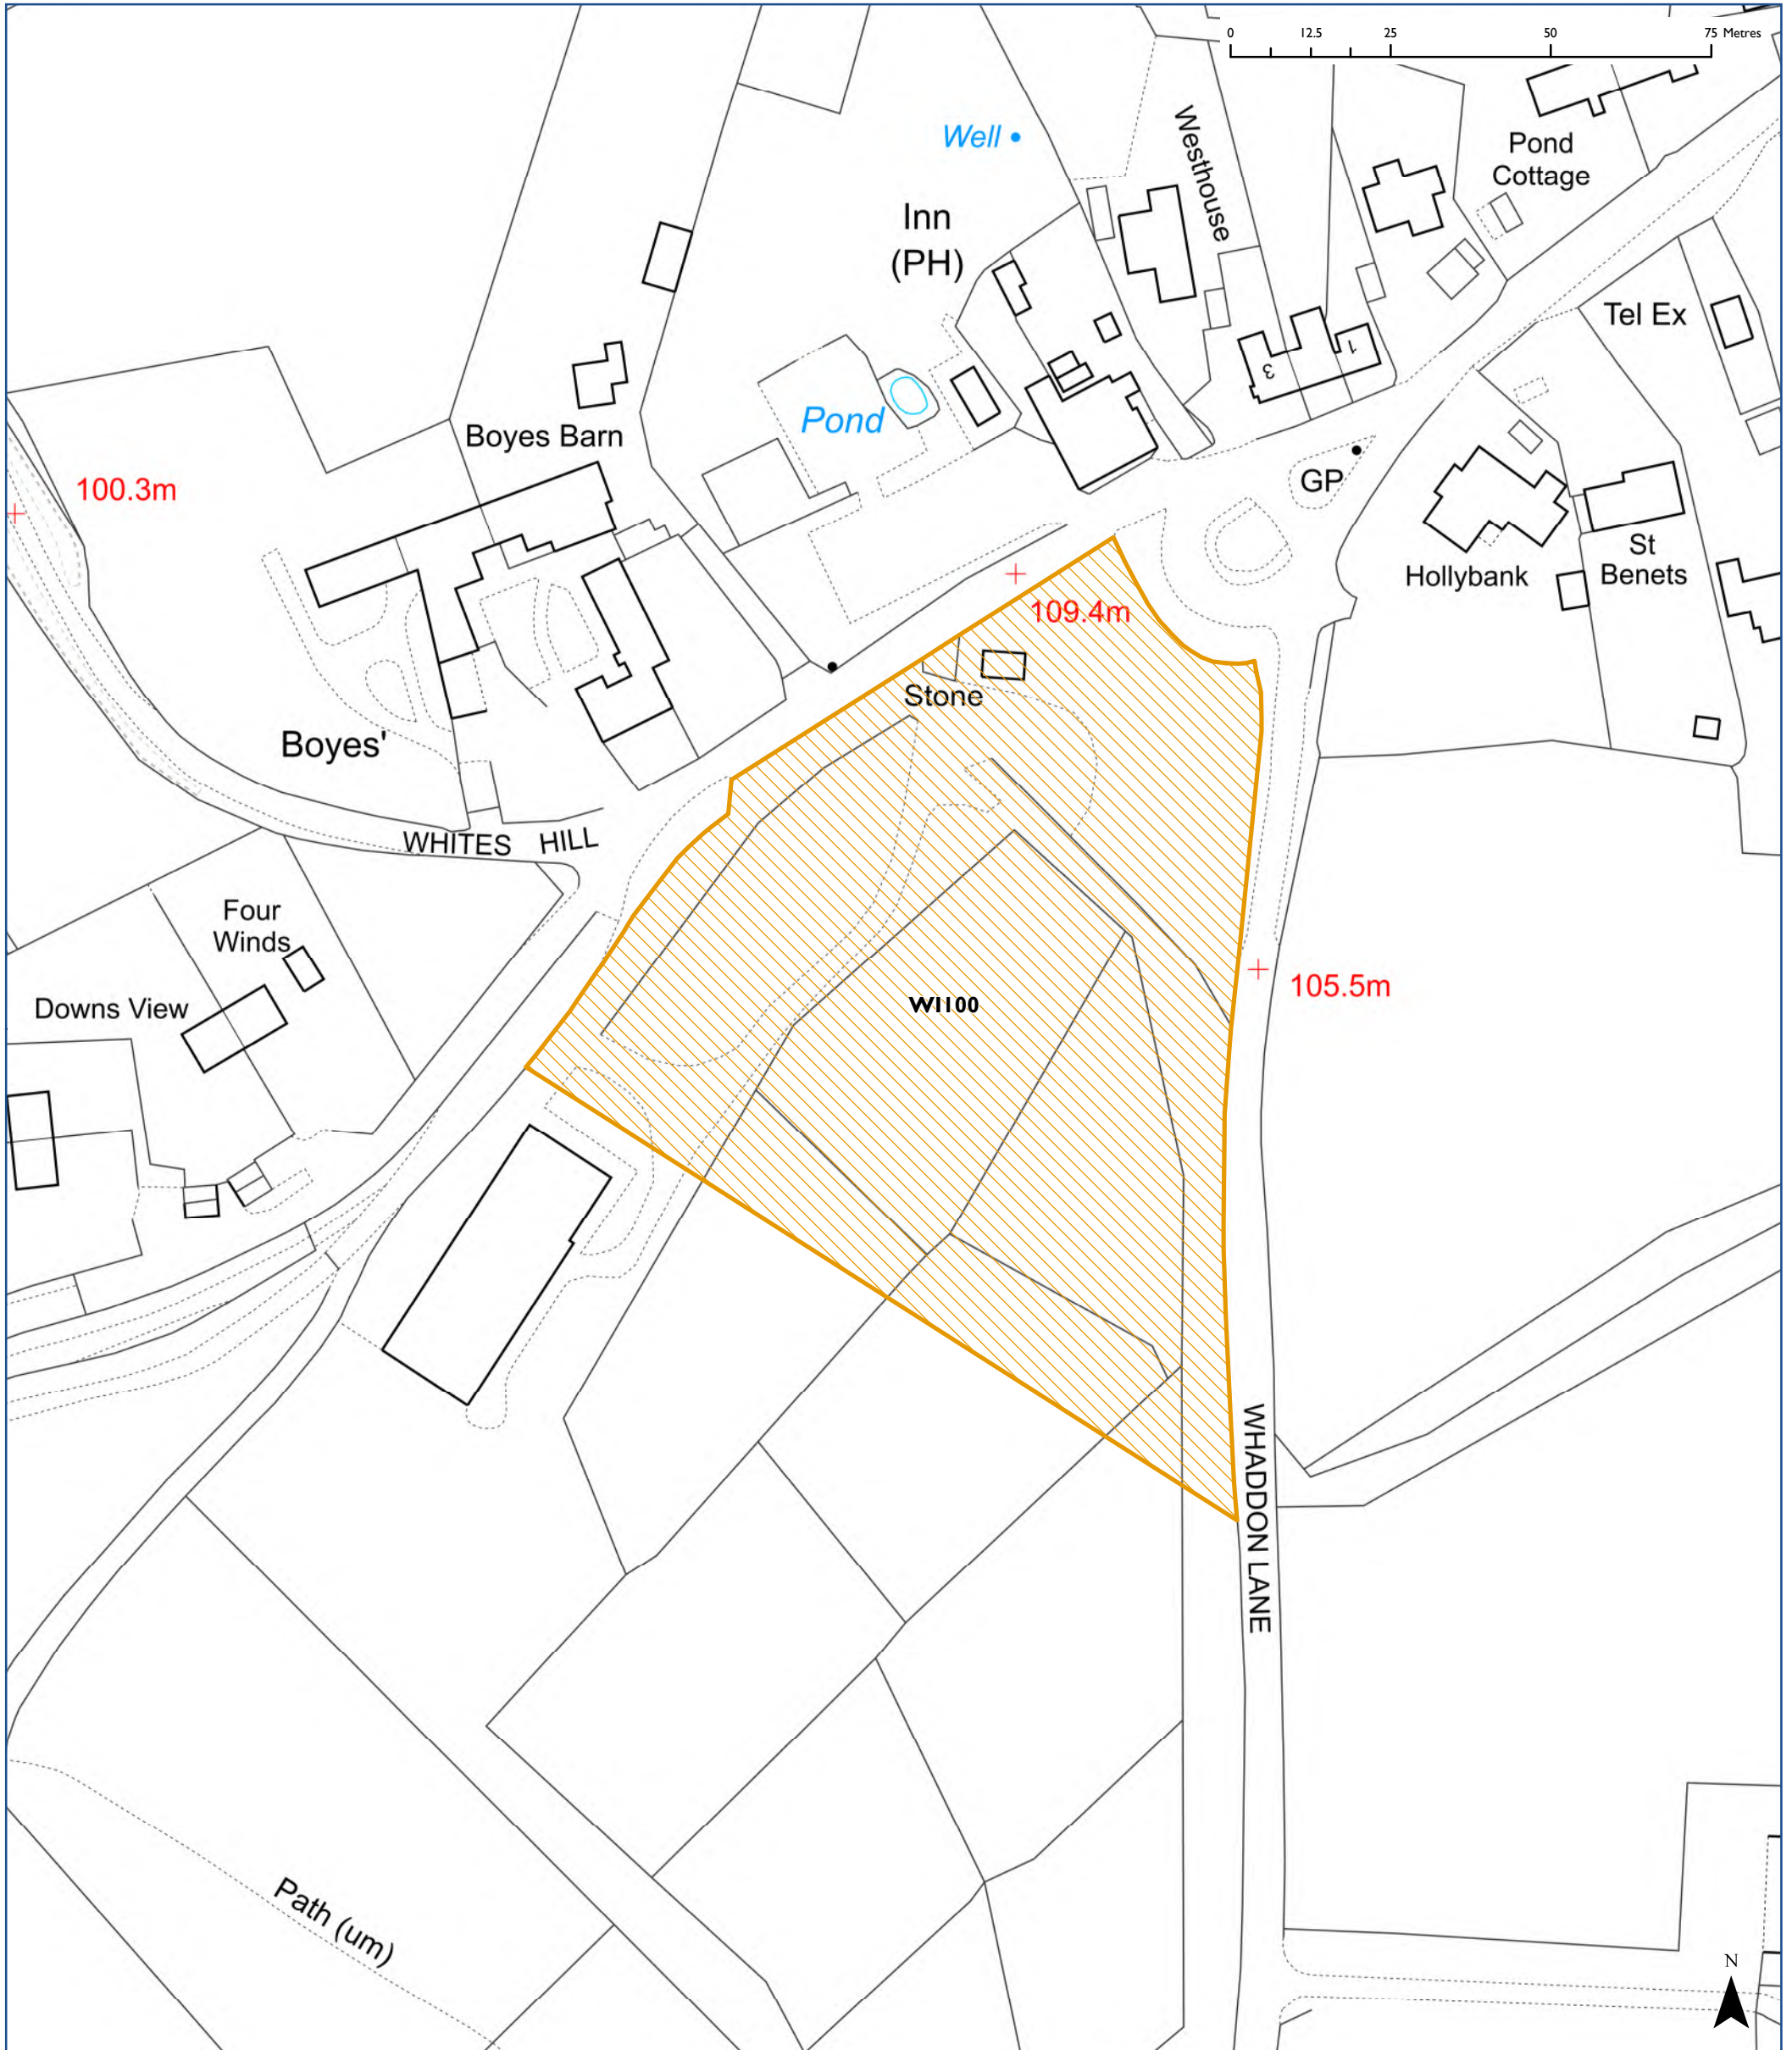 0 12.5 25 50 75 Metres
Well
Westhouse
Pond
Cottage
Inn
(PH)
Tel Ex
3
1
Pond
Boyes Barn
GP
100.3m
St
Benets
Hollybank
109.4m
Stone
Boyes'
WHITES HILL
Four
Winds
Downs View
W1100
105.5m
WHADDON LANE
Path (um)
N